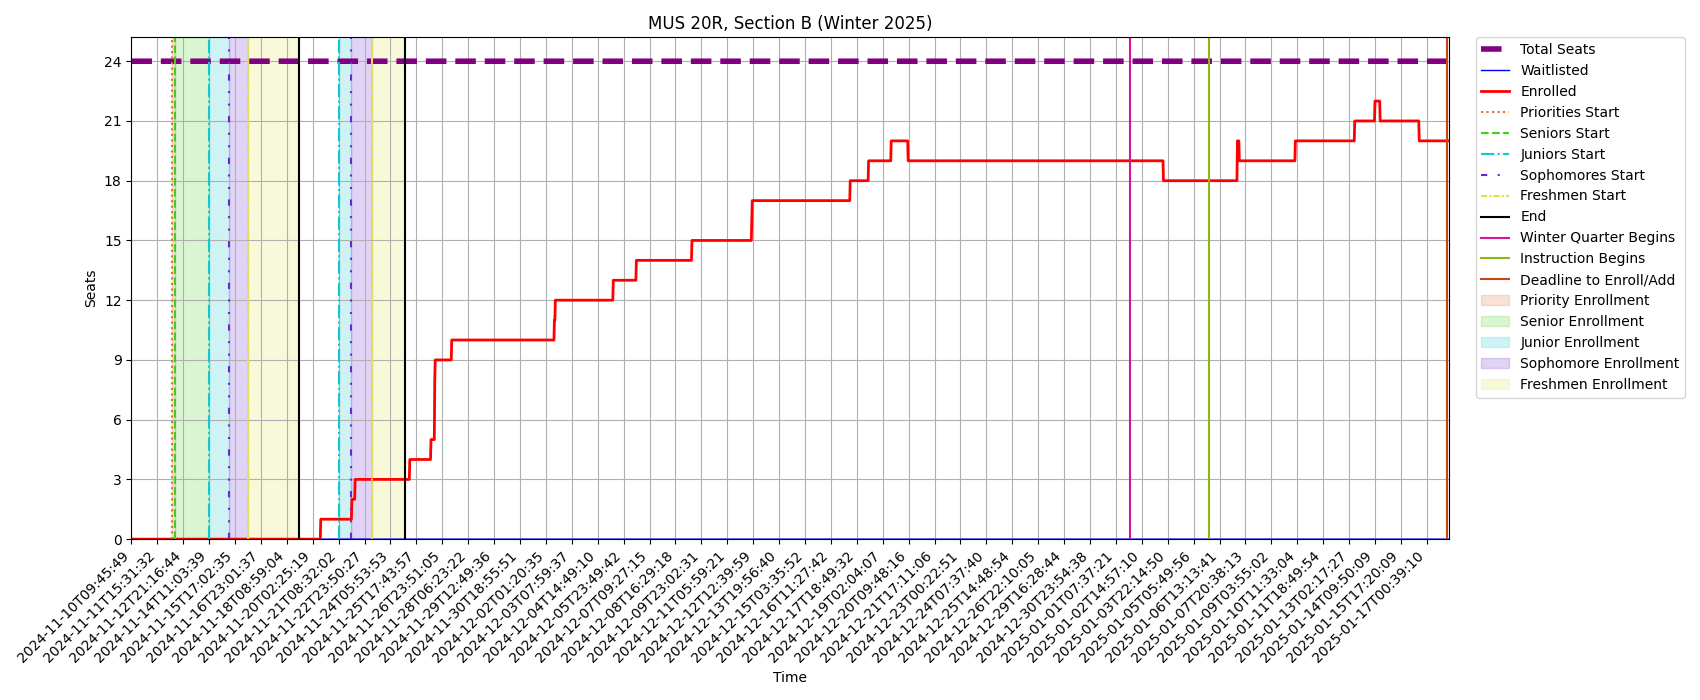 MUS 20R, Section B (Winter 2025)
Seats
24
21
18
15
12
9
6
3
0
2024-11-10T09:45:49
2024-11-11T15:31:32
2024-11-12T21:16:44
2024-11-14T11:03:39
2024-11-15T17:02:35
2024-11-16T23:01:37
2024-11-18T08:59:04
2024-11-20T02:25:19
2024-11-21T08:32:02
2024-11-22T23:50:27
2024-11-24T05:53:53
2024-11-25T17:43:57
2024-11-26T23:51:05
2024-11-28T06:23:22
2024-11-29T12:49:36
2024-11-30T18:55:51
2024-12-02T01:20:35
2024-12-03T07:59:37
2024-12-04T14:49:10
2024-12-05T23:49:42
2024-12-07T09:27:15
2024-12-08T16:29:18
2024-12-09T23:02:31
2024-12-11T05:59:21
2024-12-12T12:39:59
2024-12-13T19:56:40
2024-12-15T03:35:52
2024-12-16T11:27:42
2024-12-17T18:49:32
2024-12-19T02:04:07
2024-12-20T09:48:16
2024-12-21T17:11:06
2024-12-23T00:22:51
2024-12-24T07:37:40
2024-12-25T14:48:54
2024-12-26T22:10:05
2024-12-29T16:28:44
2024-12-30T23:54:38
2025-01-01T07:37:21
2025-01-02T14:57:10
2025-01-03T22:14:50
2025-01-05T05:49:56
2025-01-06T13:13:41
2025-01-07T20:38:13
2025-01-09T03:55:02
2025-01-10T11:33:04
2025-01-11T18:49:54
2025-01-13T02:17:27
2025-01-14T09:50:09
2025-01-15T17:20:09
2025-01-17T00:39:10
Time
Total Seats
Waitlisted
Enrolled
Priorities Start
Seniors Start
Juniors Start
Sophomores Start
Freshmen Start
End
Winter Quarter Begins
Instruction Begins
Deadline to Enroll/Add
Priority Enrollment
Senior Enrollment
Junior Enrollment
Sophomore Enrollment
Freshmen Enrollment